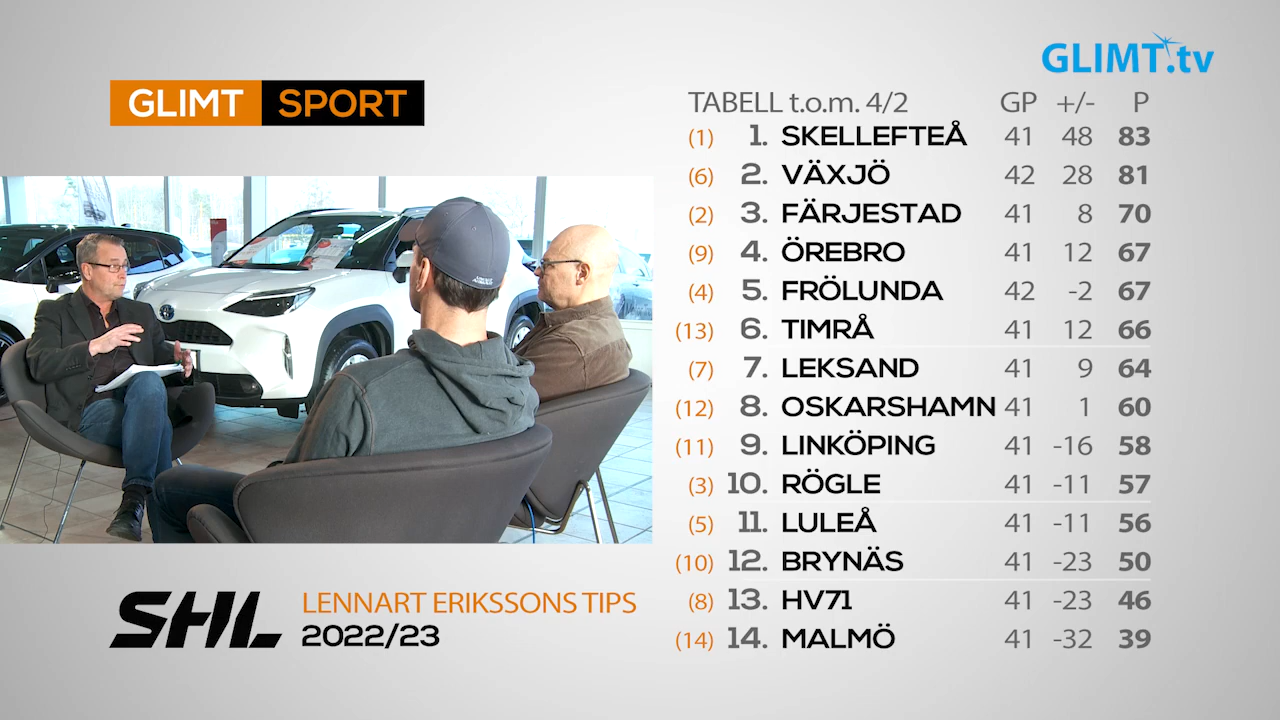 GLIMT.tv
GLIMT SPORT
TABELL t.o.m. 4/2 GP +/- P
(1) 1. SKELLEFTEÅ 41 48 83
(6) 2. VÄXJÖ 42 28 81
(2) 3. FÄRJESTAD 41 8 70
(9) 4. ÖREBRO 41 12 67
(4) 5. FRÖLUNDA 42 -2 67
(13) 6. TIMRÅ 41 12 66
(7) 7. LEKSAND 41 9 64
(12) 8. OSKARSHAMN 41 1 60
(11) 9. LINKÖPING 41 -16 58
(3) 10. RÖGLE 41 -11 57
(5) 11. LULEÅ 41 -11 56
(10) 12. BRYNÄS 41 -23 50
(8) 13. HV71 41 -23 46
(14) 14. MALMÖ 41 -32 39
SHL LENNART ERIKSSONS TIPS
2022/23